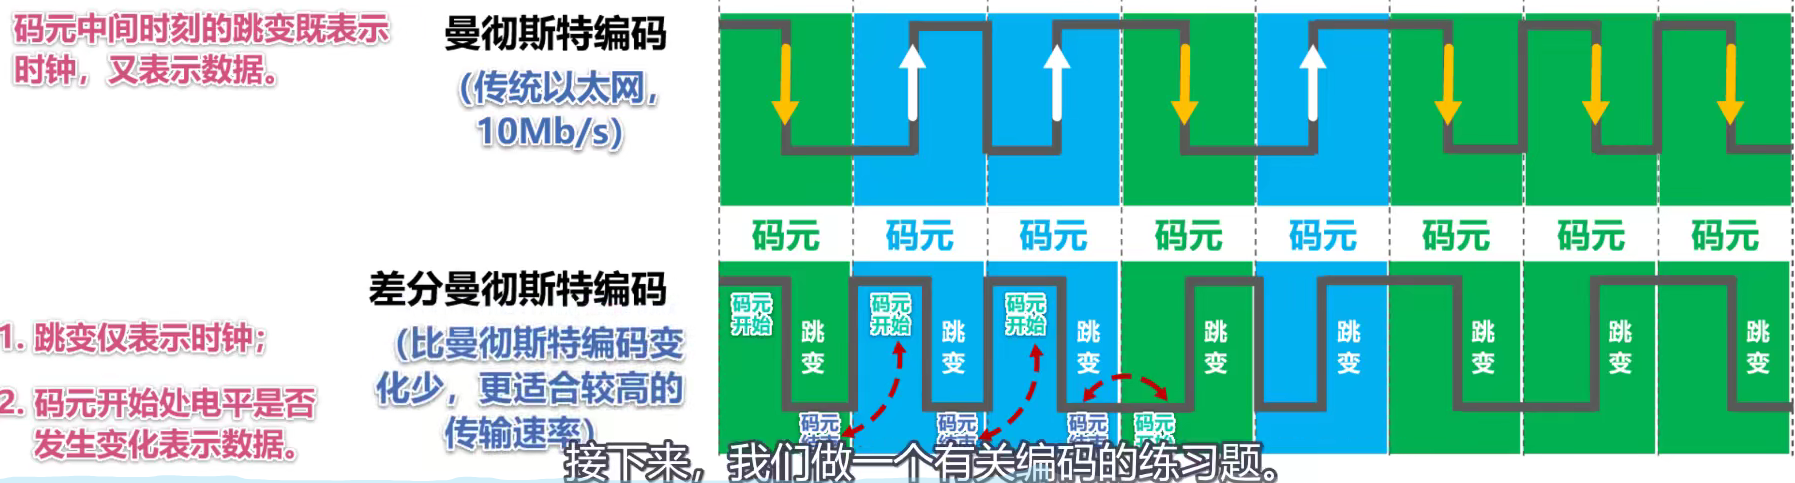 码元中间时刻的跳变既表示
时钟，又表示数据。
曼彻斯特编码
（传统以太网，
10Mb/s）
码元 码元 码元 码元 码元 码元 码元 码元
差分曼彻斯特编码
（比曼彻斯特编码变
化少，更适合较高的
传输速率）
1. 跳变仅表示时钟；
2. 码元开始处电平是否
发生变化表示数据。
码元
开始
跳
变
码元
结束
码元
开始
跳
变
码元
结束
码元
开始
跳
变
码元
结束
码元
开始
跳
变
跳
变
跳
变
跳
变
跳
变
接下来，我们做一个有关编码的练习题。